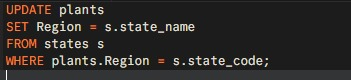 UPDATE plants
SET Region = s.state_name
FROM states s
WHERE plants.Region = s.state_code;